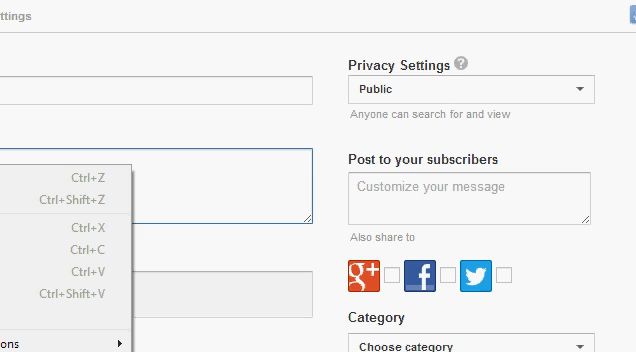 ttings
Privacy Settings ?
Public
Anyone can search for and view
Post to your subscribers
Customize your message
Also share to
g+ f
Category
Choose category
Ctrl+Z
Ctrl+Shift+Z
Ctrl+X
Ctrl+C
Ctrl+V
Ctrl+Shift+V
ons